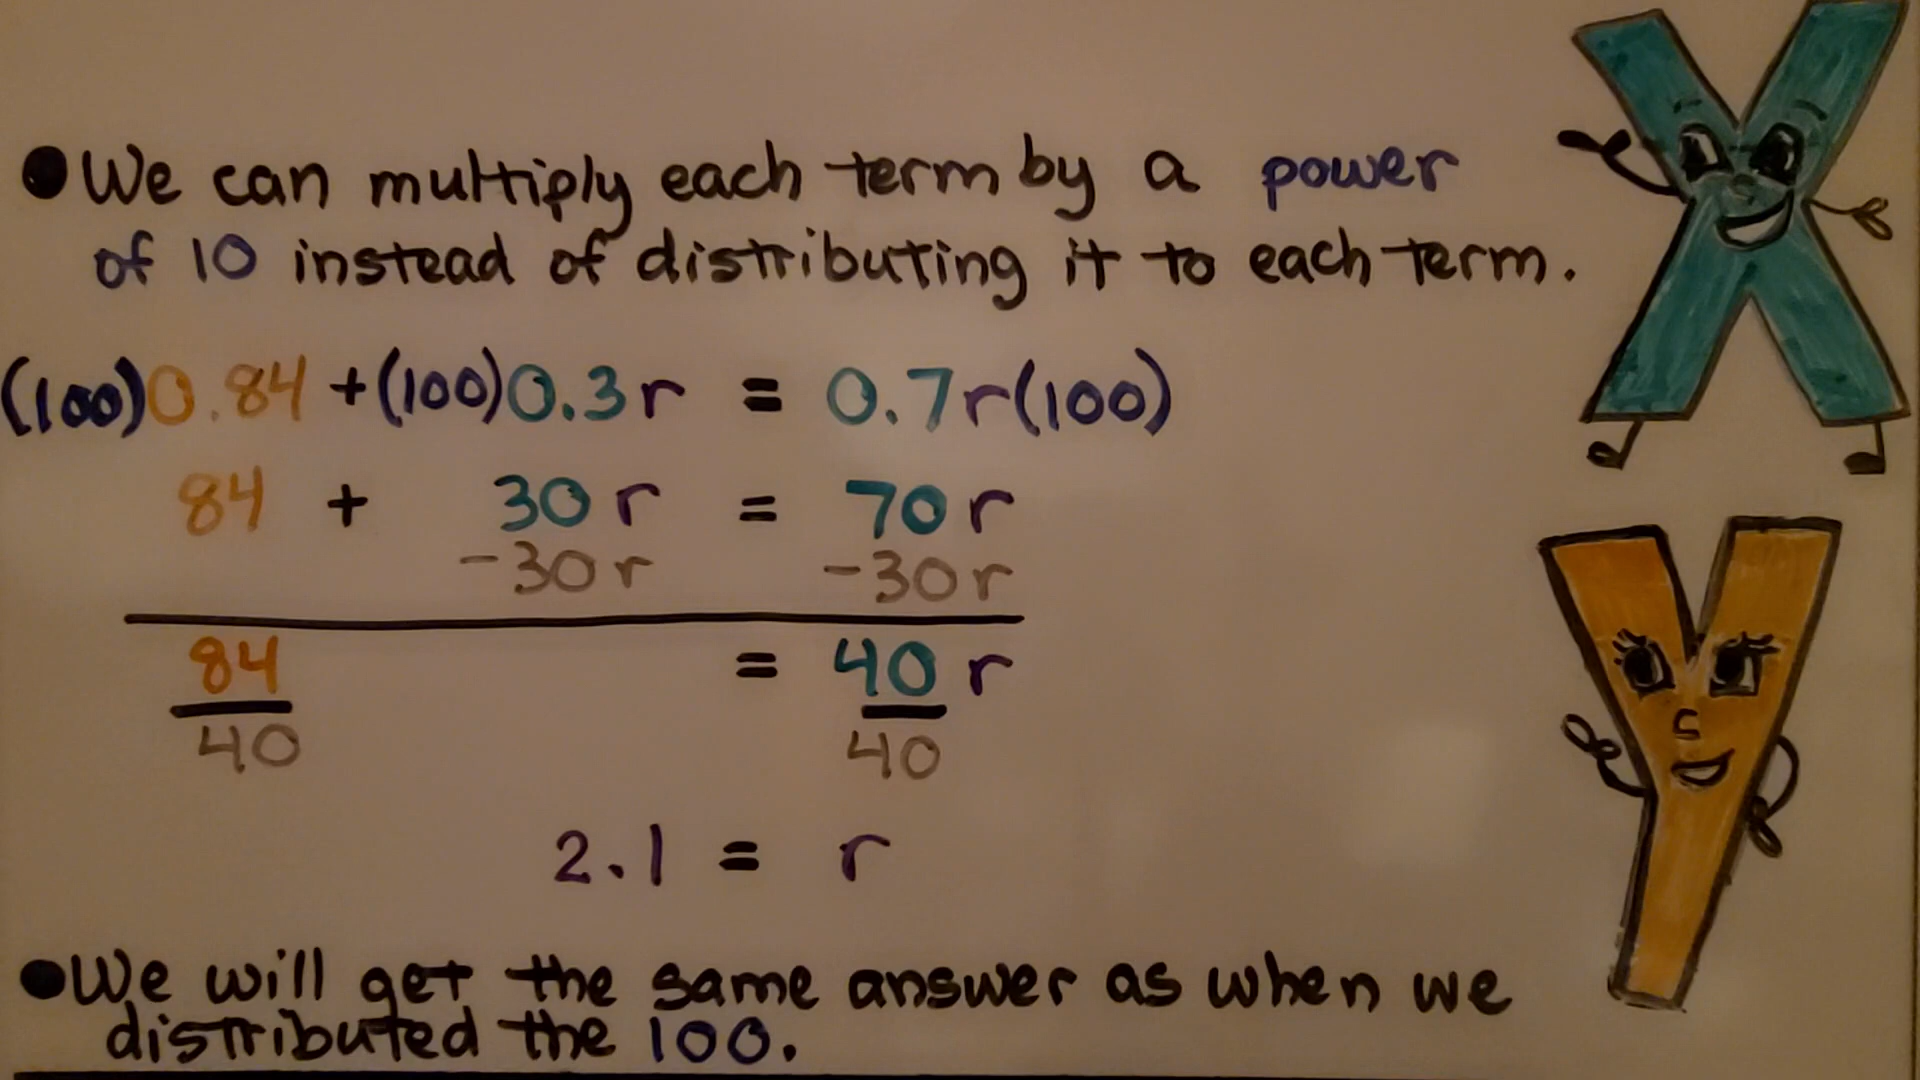 ●We can multiply each term by a power
of 10 instead of distributing it to each term.
(100)0.84 + (100)0.3r = 0.7r(100)
84 + 30r = 70r
-30r -30r
84 = 40r
40 40
2.1 = r
●We will get the same answer as when we
distributed the 100.